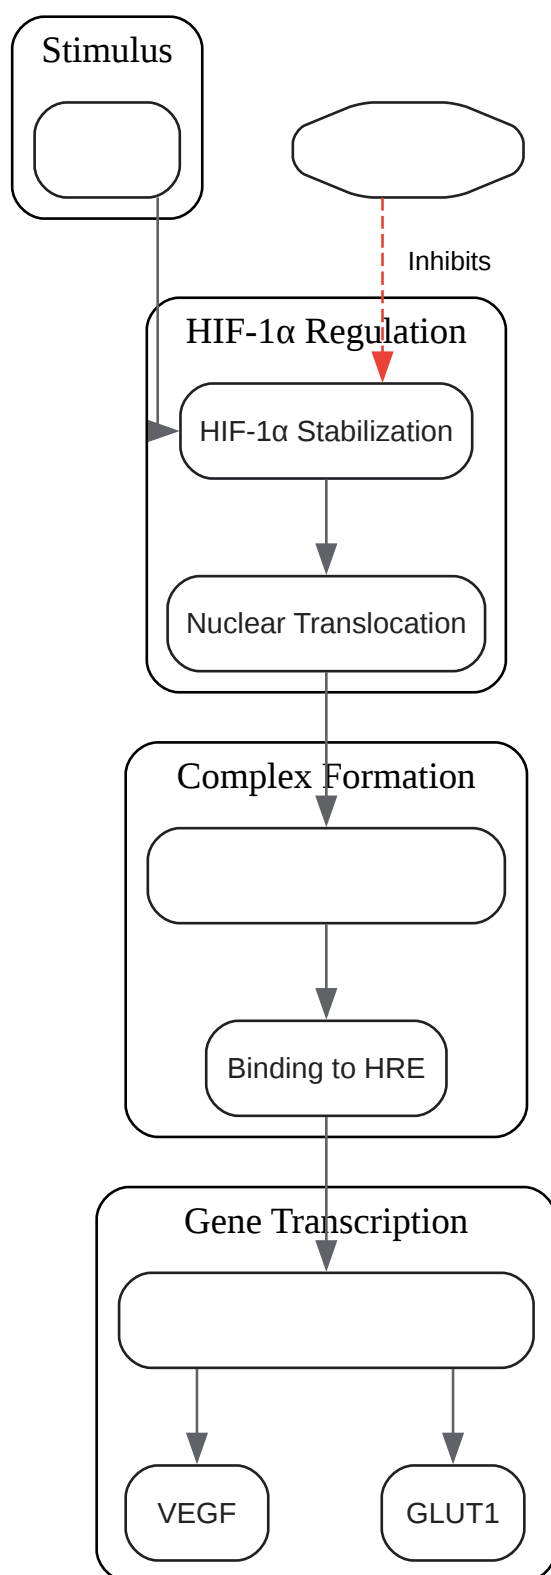 Stimulus
Inhibits
HIF-1α Regulation
HIF-1α Stabilization
Nuclear Translocation
Complex Formation
Binding to HRE
Gene Transcription
VEGF
GLUT1